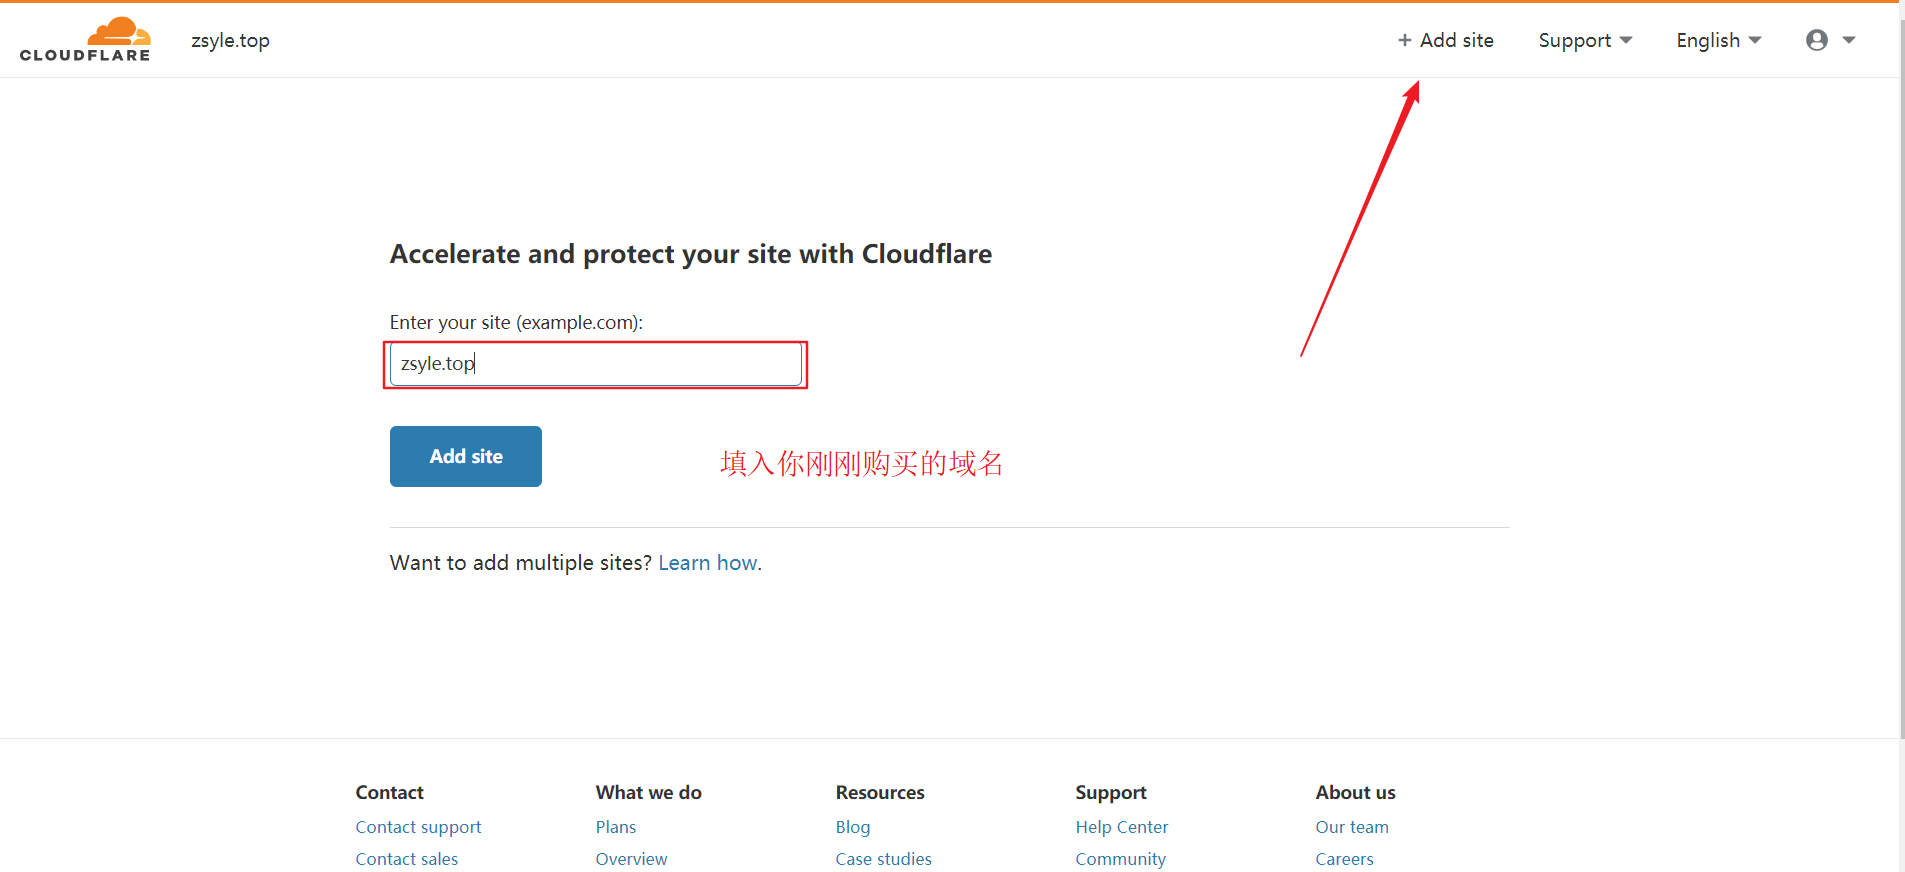 CLOUDFLARE zsyle.top + Add site Support English
Accelerate and protect your site with Cloudflare
Enter your site (example.com):
zsyle.top
Add site
填入你刚刚购买的域名
Want to add multiple sites? Learn how.
Contact What we do Resources Support About us
Contact support Plans Blog Help Center Our team
Contact sales Overview Case studies Community Careers